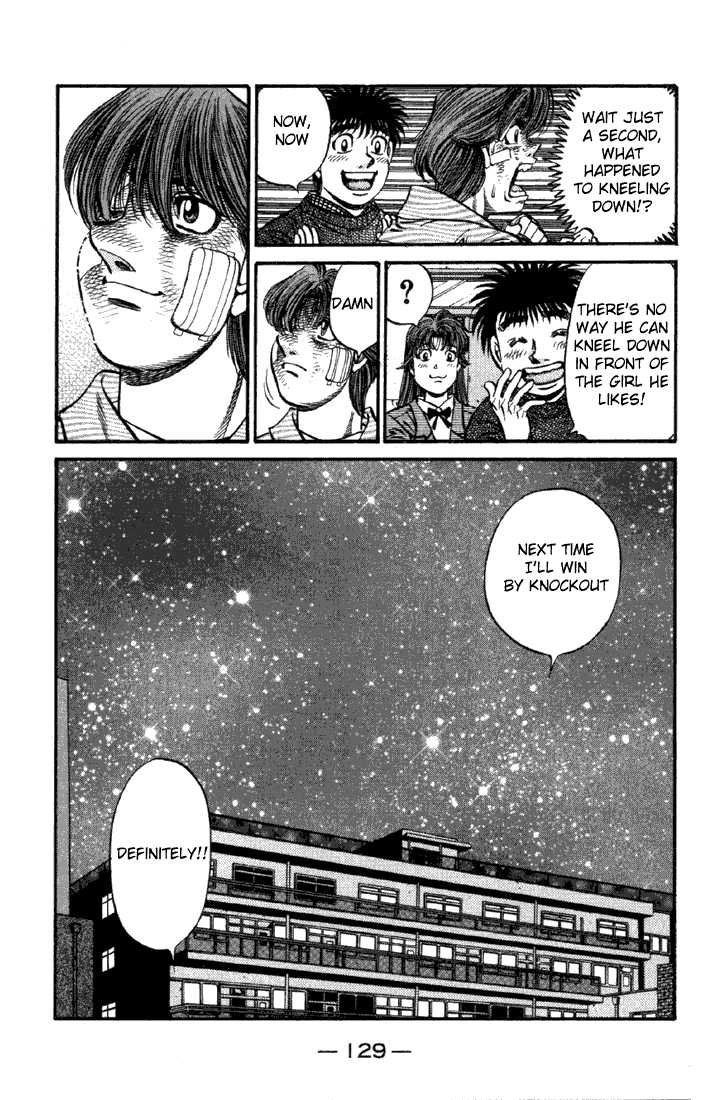 WAIT JUST
A SECOND,
WHAT
HAPPENED
TO KNEELING
DOWN!?
NOW,
NOW
THERE'S NO
WAY HE CAN
KNEEL DOWN
IN FRONT
OF THE GIRL HE
LIKES!
?
DAMN
NEXT TIME
I'LL WIN
BY KNOCKOUT
DEFINITELY!!
— 129 —